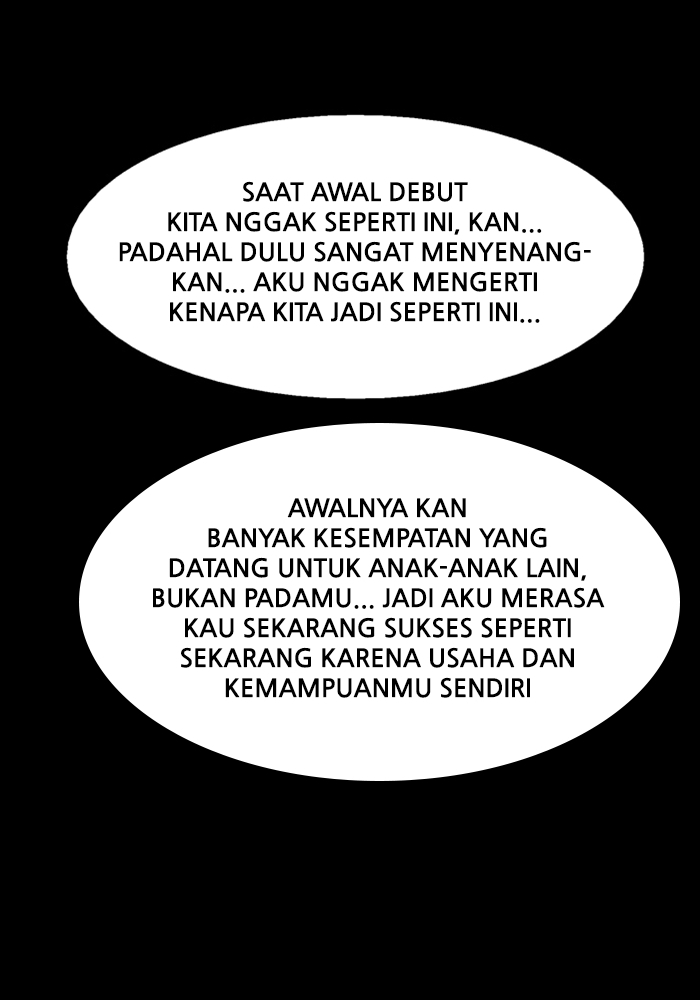 SAAT AWAL DEBUT
KITA NGGAK SEPERTI INI, KAN...
PADAHAL DULU SANGAT MENYENANG-
KAN... AKU NGGAK MENGERTI
KENAPA KITA JADI SEPERTI INI...
AWALNYA KAN
BANYAK KESEMPATAN YANG
DATANG UNTUK ANAK-ANAK LAIN,
BUKAN PADAMU... JADI AKU MERASA
KAU SEKARANG SUKSES SEPERTI
SEKARANG KARENA USAHA DAN
KEMAMPUANMU SENDIRI